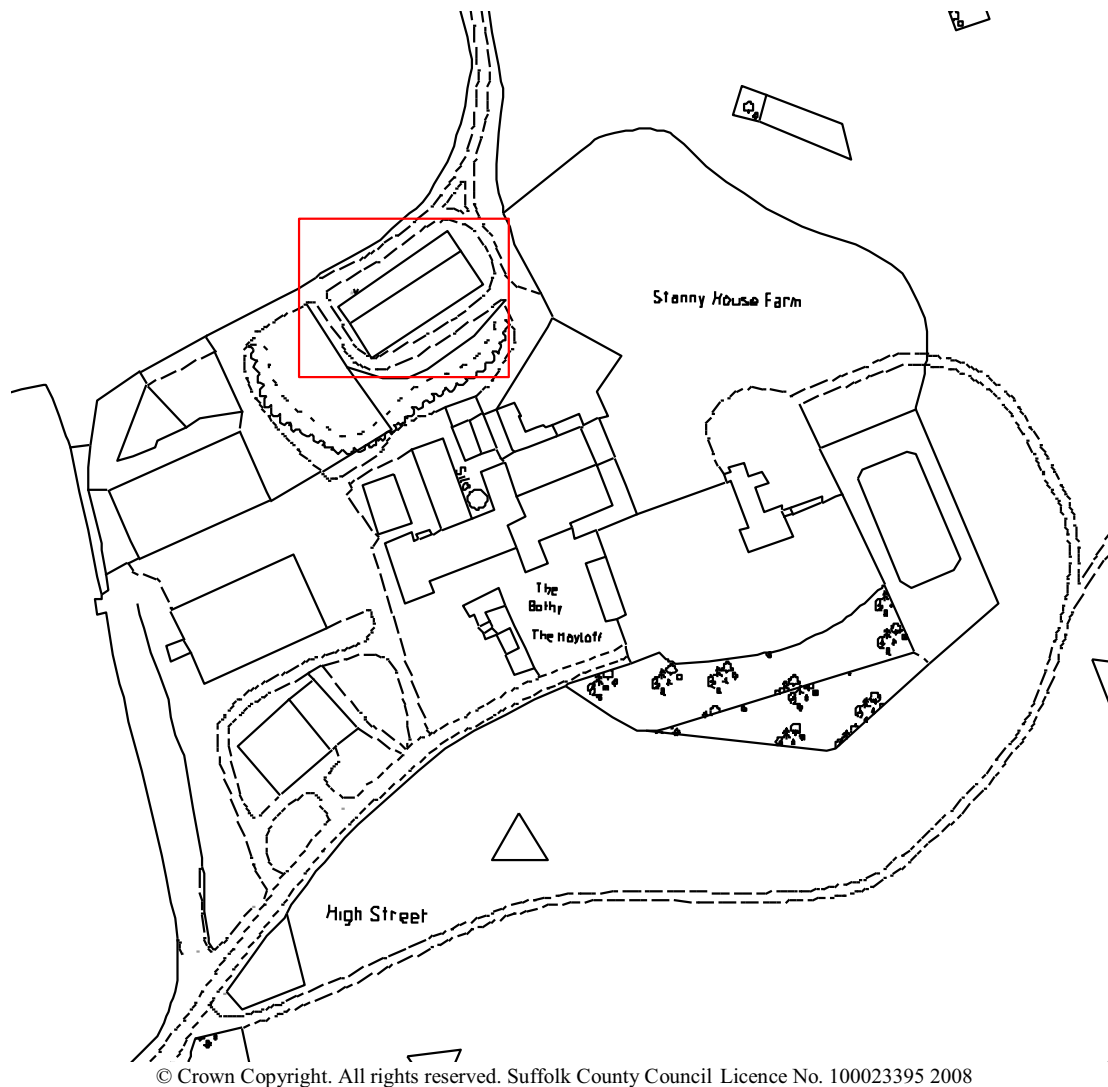 Stanny House Farm
Silo
The
Bothy
The Hayloft
High Street
© Crown Copyright. All rights reserved. Suffolk County Council Licence No. 100023395 2008